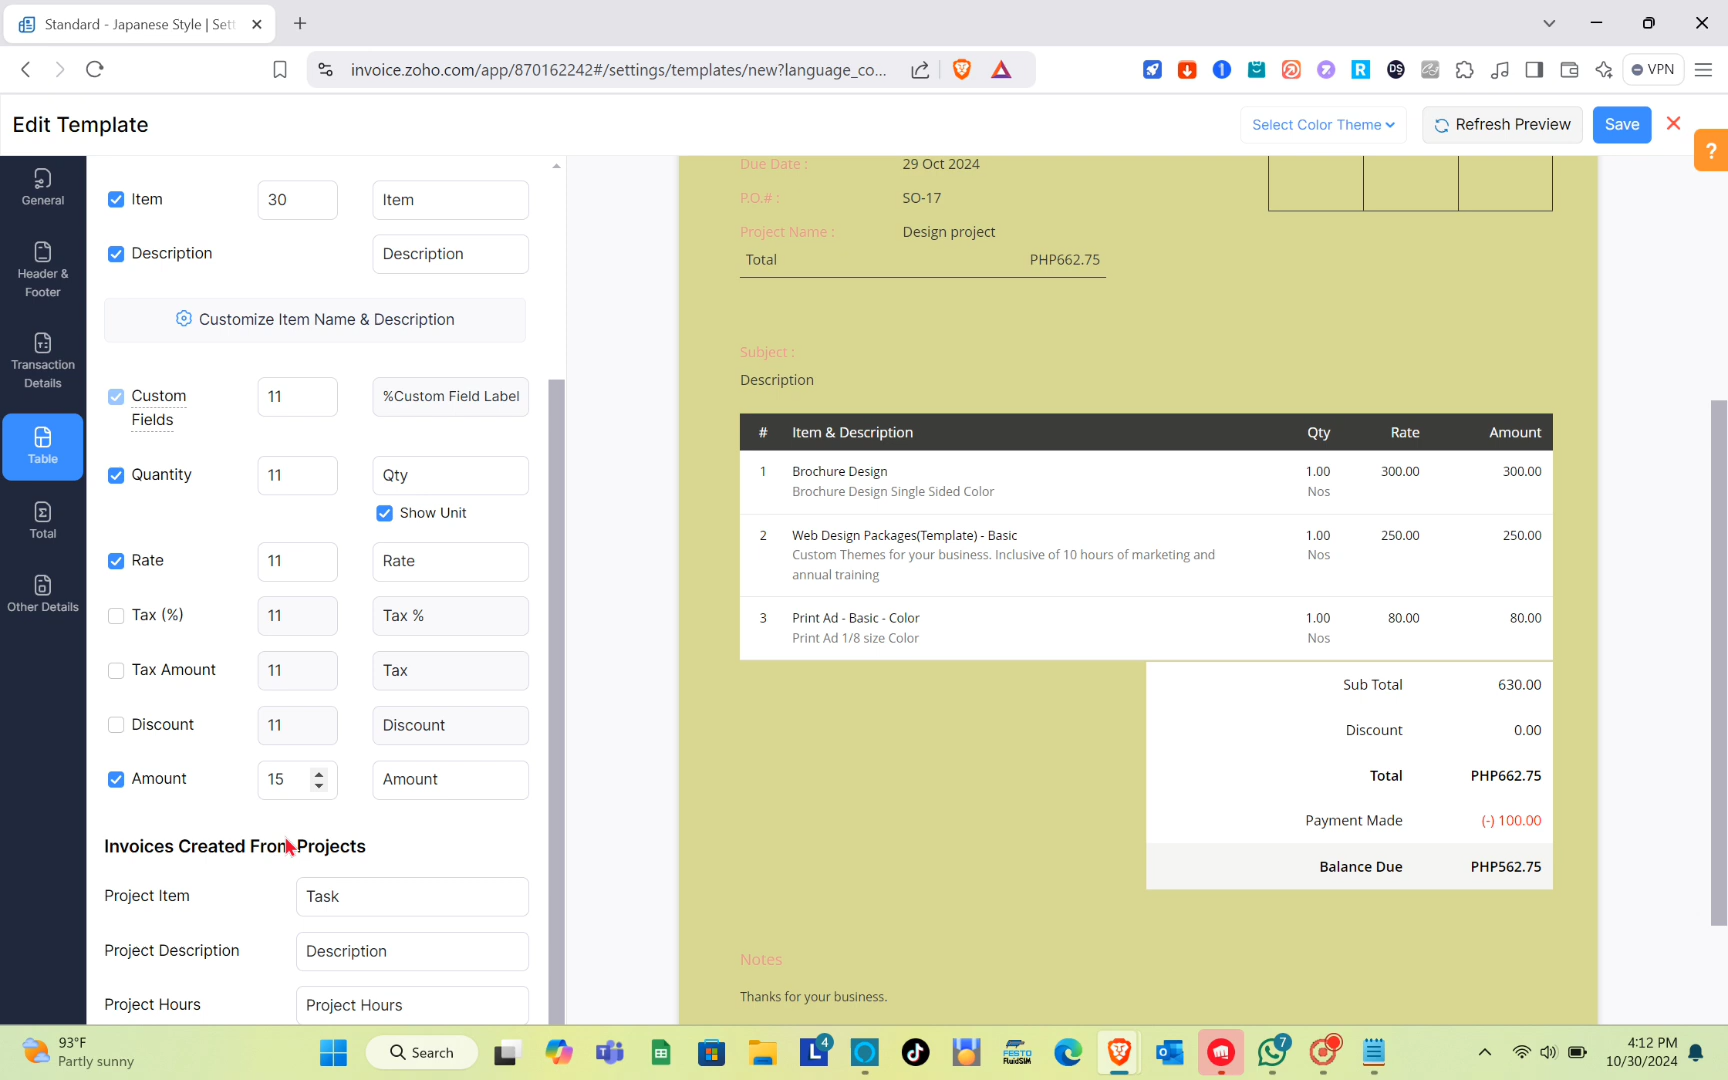 Standard - Japanese Style | Sett
invoice.zoho.com/app/870162242#/settings/templates/new?language_co...
VPN
Edit Template
Select Color Theme
Refresh Preview
Save
?
General
Header &
Footer
Transaction
Details
Table
Total
Other Details
Item 30 Item
Description Description
Customize Item Name & Description
Custom
Fields
11 %Custom Field Label
Quantity 11 Qty
Show Unit
Rate 11 Rate
Tax (%) 11 Tax %
Tax Amount 11 Tax
Discount 11 Discount
Amount 15 Amount
Invoices Created From Projects
Project Item Task
Project Description Description
Project Hours Project Hours
Due Date : 29 Oct 2024
P.O.# : SO-17
Project Name : Design project
Total PHP662.75
Subject :
Description
# Item & Description Qty Rate Amount
1 Brochure Design 1.00 300.00 300.00
Brochure Design Single Sided Color Nos
2 Web Design Packages(Template) - Basic 1.00 250.00 250.00
Custom Themes for your business. Inclusive of 10 hours of marketing and Nos
annual training
3 Print Ad - Basic - Color 1.00 80.00 80.00
Print Ad 1/8 size Color Nos
Sub Total 630.00
Discount 0.00
Total PHP662.75
Payment Made (-) 100.00
Balance Due PHP562.75
Notes
Thanks for your business.
93°F
Partly sunny
Search
L 4
FESTO
FluidSIM
7
4:12 PM
10/30/2024